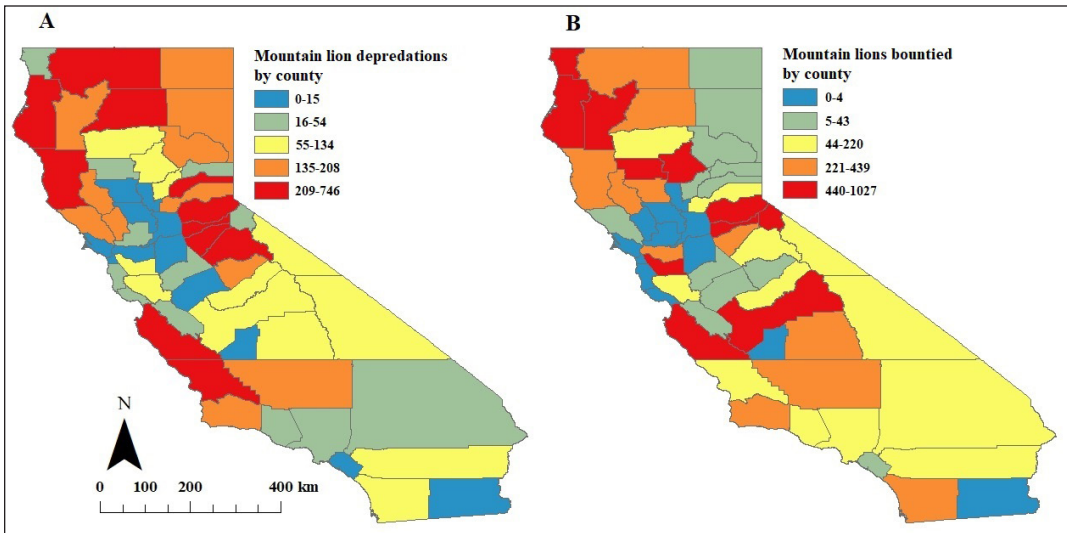 A
Mountain lion depredations
by county
0-15
16-54
55-134
135-208
209-746
N
0 100 200 400 km
B
Mountain lions bountied
by county
0-4
5-43
44-220
221-439
440-1027